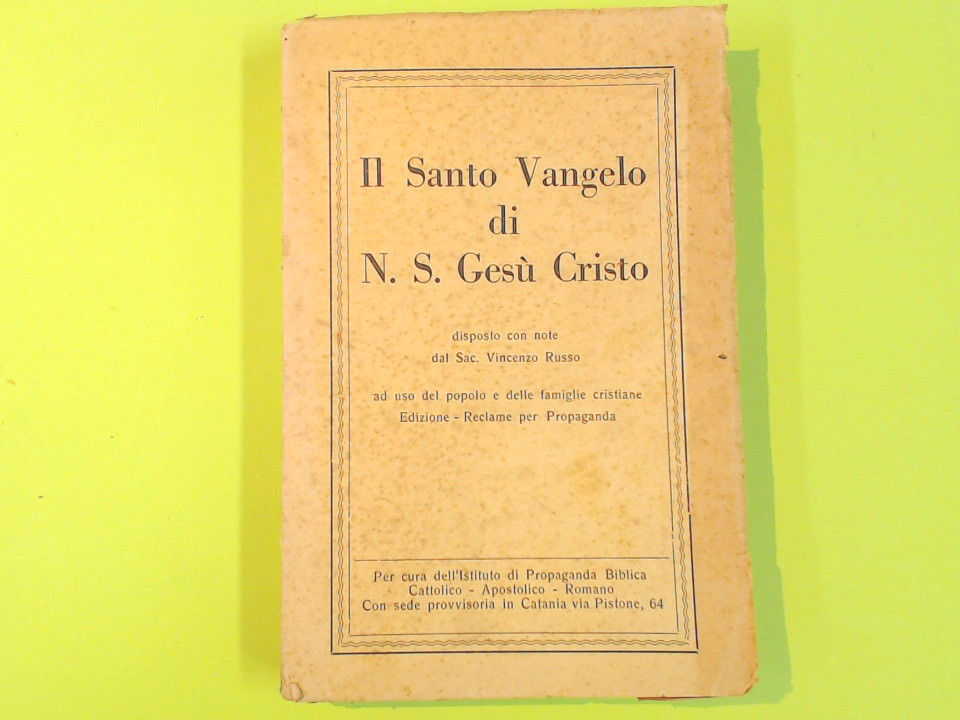 Il Santo Vangelo
di
N. S. Gesù Cristo
disposto con note
dal Sac. Vincenzo Russo
ad uso del popolo e delle famiglie cristiane
Edizione - Reclame per Propaganda
Per cura dell'Istituto di Propaganda Biblica
Cattolico - Apostolico - Romano
Con sede provvisoria in Catania via Pistone, 64